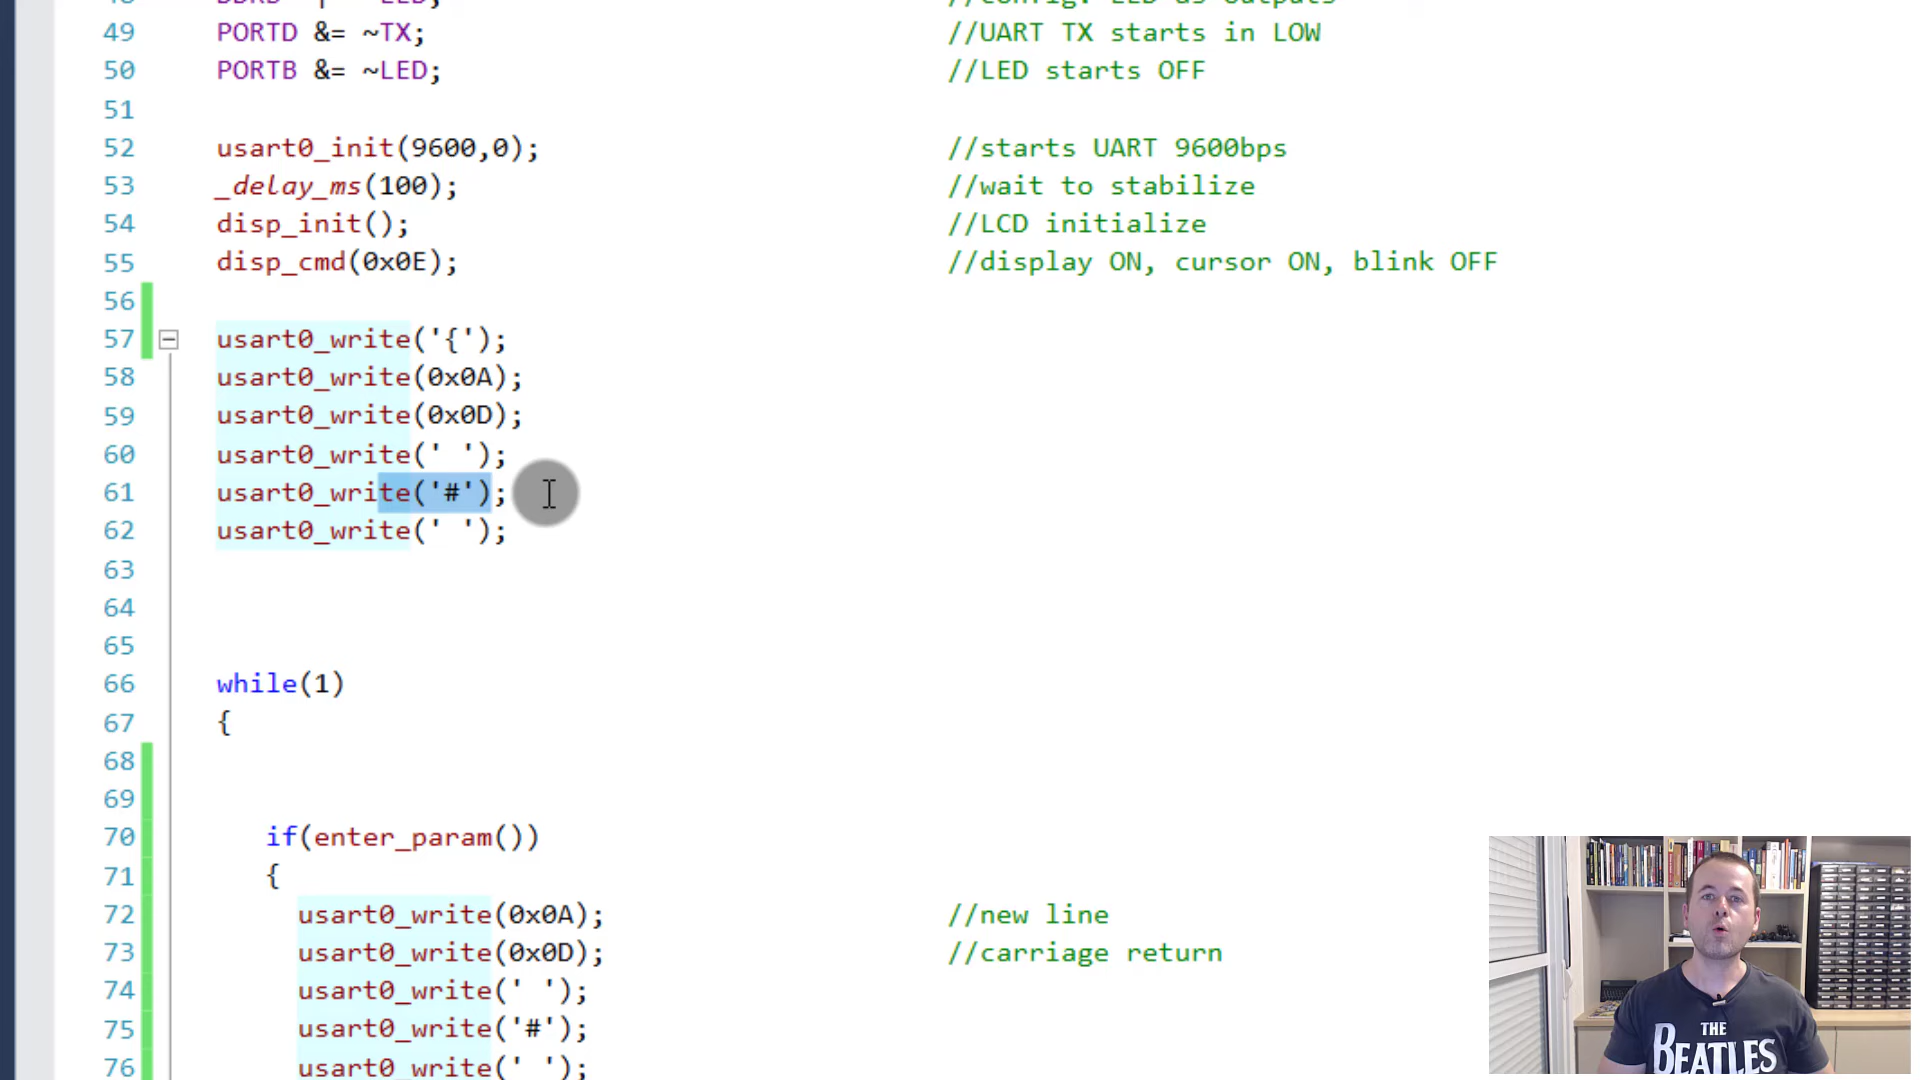 49 PORTD &= ~TX; //UART TX starts in LOW
50 PORTB &= ~LED; //LED starts OFF
51
52 usart0_init(9600,0); //starts UART 9600bps
53 _delay_ms(100); //wait to stabilize
54 disp_init(); //LCD initialize
55 disp_cmd(0x0E); //display ON, cursor ON, blink OFF
56
57 usart0_write('{');
58 usart0_write(0x0A);
59 usart0_write(0x0D);
60 usart0_write(' ');
61 usart0_write('#');
62 usart0_write(' ');
63
64
65
66 while(1)
67 {
68
69
70 if(enter_param())
71 {
72 usart0_write(0x0A); //new line
73 usart0_write(0x0D); //carriage return
74 usart0_write(' ');
75 usart0_write('#');
76 usart0_write(' ');
THE
BEATLES